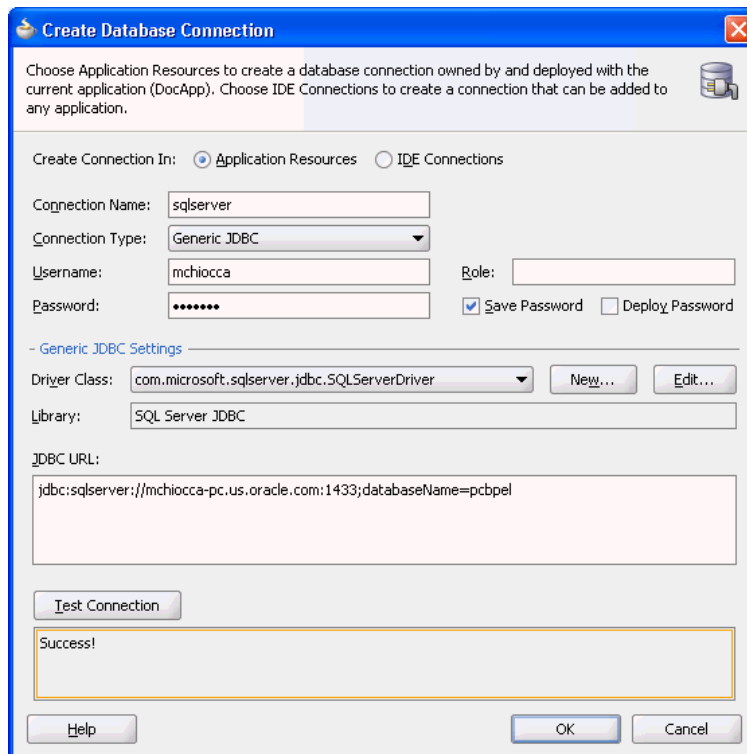 Create Database Connection
Choose Application Resources to create a database connection owned by and deployed with the
current application (DocApp). Choose IDE Connections to create a connection that can be added to
any application.
Create Connection In: Application Resources IDE Connections
Connection Name: sqlserver
Connection Type: Generic JDBC
Username: mchiocca Role:
Password: ••••••• Save Password Deploy Password
Generic JDBC Settings
Driver Class: com.microsoft.sqlserver.jdbc.SQLServerDriver New... Edit...
Library: SQL Server JDBC
JDBC URL:
jdbc:sqlserver://mchiocca-pc.us.oracle.com:1433;databaseName=pcbpel
Test Connection
Success!
Help OK Cancel